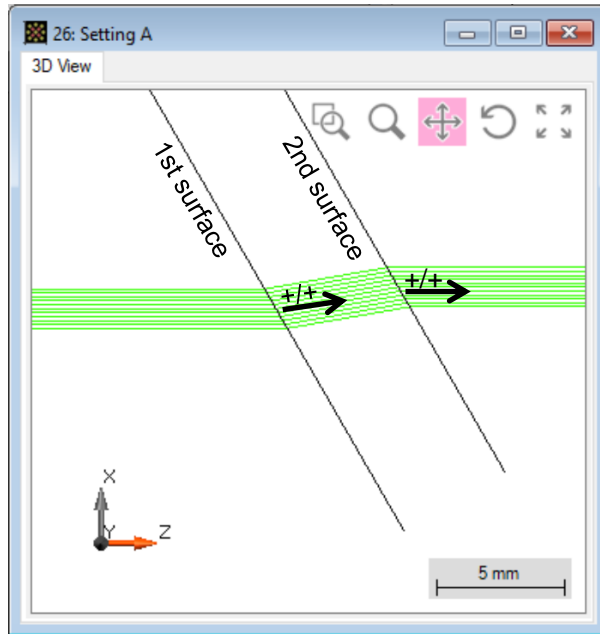 26: Setting A
3D View
1st surface
2nd surface
+/+
+/+
X
Y
Z
5 mm